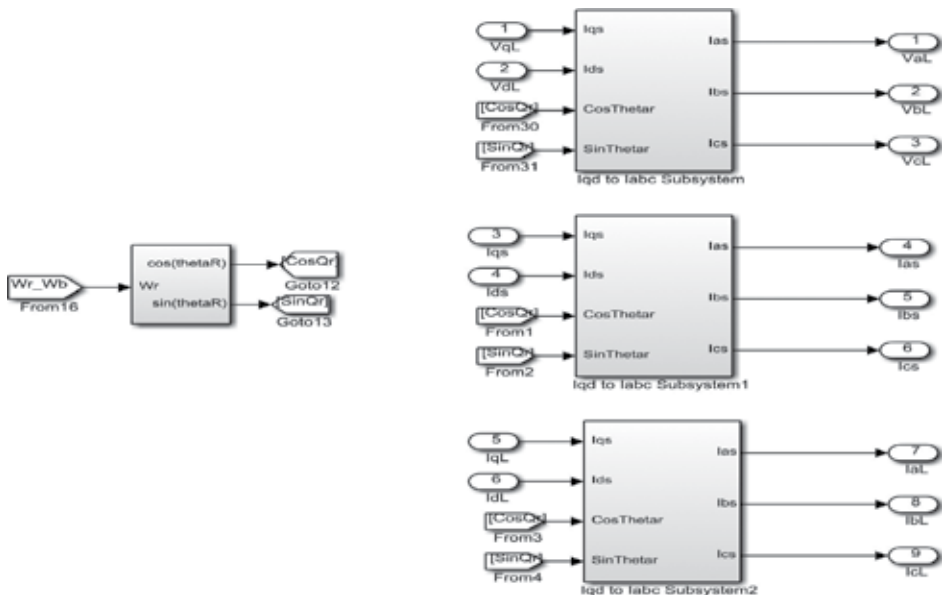 1
VqL
2
VdL
[CosQr]
From30
[SinQr]
From31
Iqs
Ids
CosThetar
SinThetar
Ias
Ibs
Ics
Iqd to Iabc Subsystem
1
VaL
2
VbL
3
VcL
Wr_Wb
From16
Wr
cos(thetaR)
sin(thetaR)
[CosQr]
Goto12
[SinQr]
Goto13
3
Iqs
4
Ids
[CosQr]
From1
[SinQr]
From2
Iqs
Ids
CosThetar
SinThetar
Ias
Ibs
Ics
Iqd to Iabc Subsystem1
4
Ias
5
Ibs
6
Ics
5
IqL
6
IdL
[CosQr]
From3
[SinQr]
From4
Iqs
Ids
CosThetar
SinThetar
Ias
Ibs
Ics
Iqd to Iabc Subsystem2
7
IaL
8
IbL
9
IcL